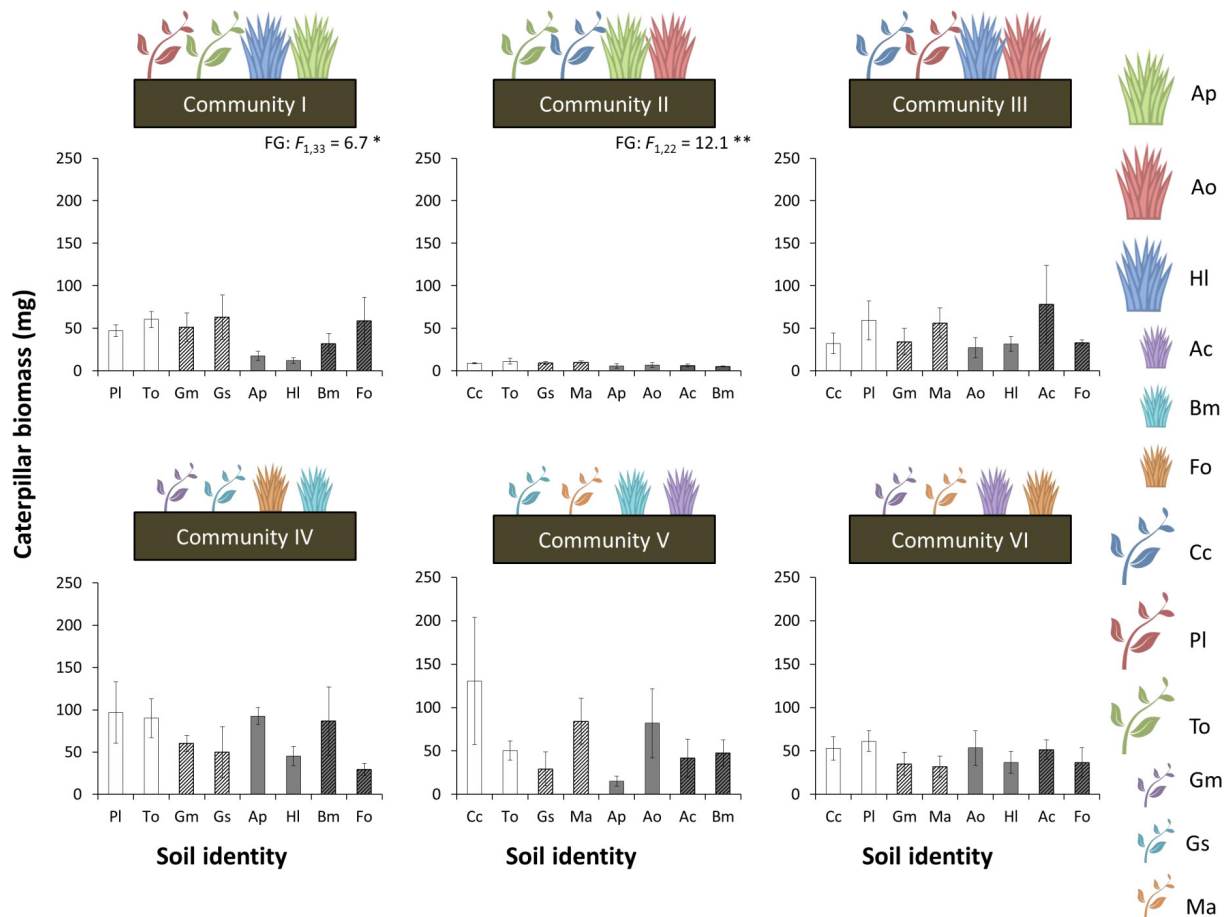 Community I
Community II
Community III
FG: F1,33 = 6.7 *
FG: F1,22 = 12.1 **
Caterpillar biomass (mg)
250
200
150
100
50
0
Pl To Gm Gs Ap Hl Bm Fo
250
200
150
100
50
0
Cc To Gs Ma Ap Ao Ac Bm
250
200
150
100
50
0
Cc Pl Gm Ma Ao Hl Ac Fo
Community IV
Community V
Community VI
250
200
150
100
50
0
Pl To Gm Gs Ap Hl Bm Fo
Soil identity
250
200
150
100
50
0
Cc To Gs Ma Ap Ao Ac Bm
Soil identity
250
200
150
100
50
0
Cc Pl Gm Ma Ao Hl Ac Fo
Soil identity
Ap
Ao
Hl
Ac
Bm
Fo
Cc
Pl
To
Gm
Gs
Ma